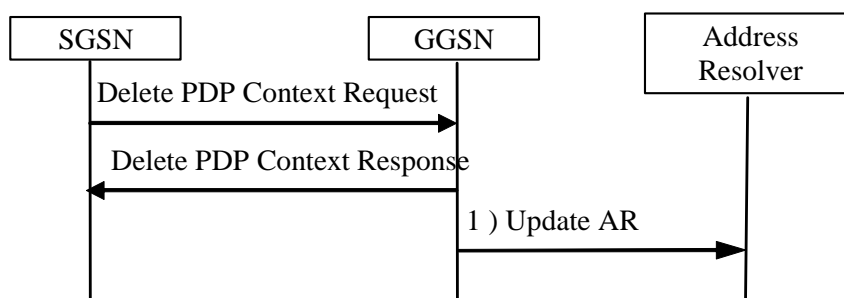 SGSN
GGSN
Address
Resolver
Delete PDP Context Request
Delete PDP Context Response
1 ) Update AR